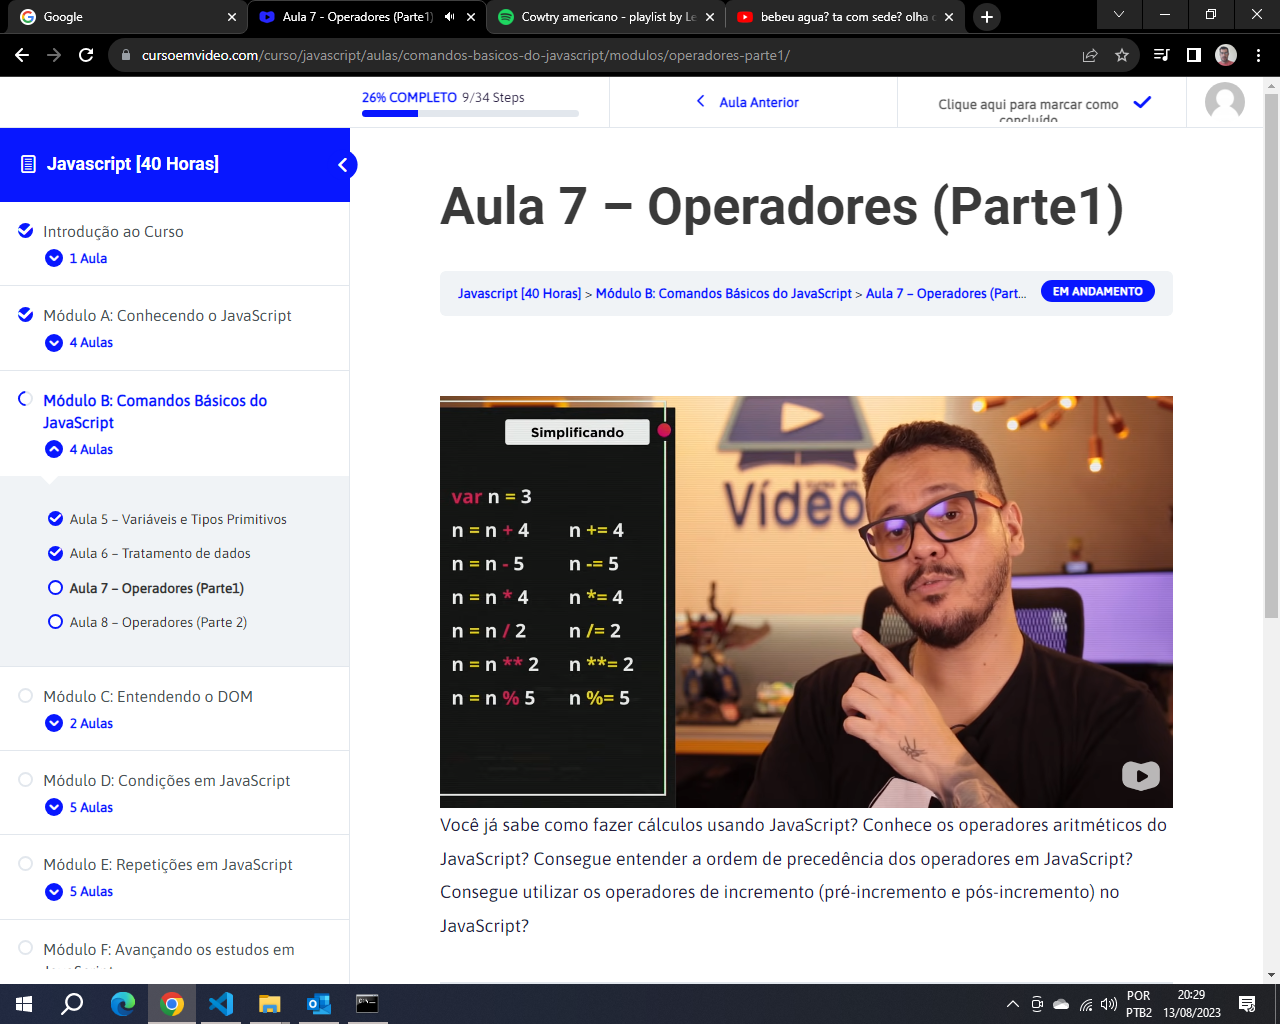 Google
Aula 7 - Operadores (Parte1)
Cowtry americano - playlist by Le
bebeu agua? ta com sede? olha
cursoemvideo.com/curso/javascript/aulas/comandos-basicos-do-javascript/modulos/operadores-parte1/
26% COMPLETO 9/34 Steps
Aula Anterior
Clique aqui para marcar como
concluído
Javascript [40 Horas]
Introdução ao Curso
1 Aula
Módulo A: Conhecendo o JavaScript
4 Aulas
Módulo B: Comandos Básicos do
JavaScript
4 Aulas
Aula 5 – Variáveis e Tipos Primitivos
Aula 6 – Tratamento de dados
Aula 7 – Operadores (Parte1)
Aula 8 – Operadores (Parte 2)
Módulo C: Entendendo o DOM
2 Aulas
Módulo D: Condições em JavaScript
5 Aulas
Módulo E: Repetições em JavaScript
5 Aulas
Módulo F: Avançando os estudos em
JavaScript
Aula 7 – Operadores (Parte1)
Javascript [40 Horas] > Módulo B: Comandos Básicos do JavaScript > Aula 7 – Operadores (Part...
EM ANDAMENTO
Simplificando
var n = 3
n = n + 4 n += 4
n = n - 5 n -= 5
n = n * 4 n *= 4
n = n / 2 n /= 2
n = n ** 2 n **= 2
n = n % 5 n %= 5
Vídeo
Você já sabe como fazer cálculos usando JavaScript? Conhece os operadores aritméticos do
JavaScript? Consegue entender a ordem de precedência dos operadores em JavaScript?
Consegue utilizar os operadores de incremento (pré-incremento e pós-incremento) no
JavaScript?
POR
PTB2
20:29
13/08/2023